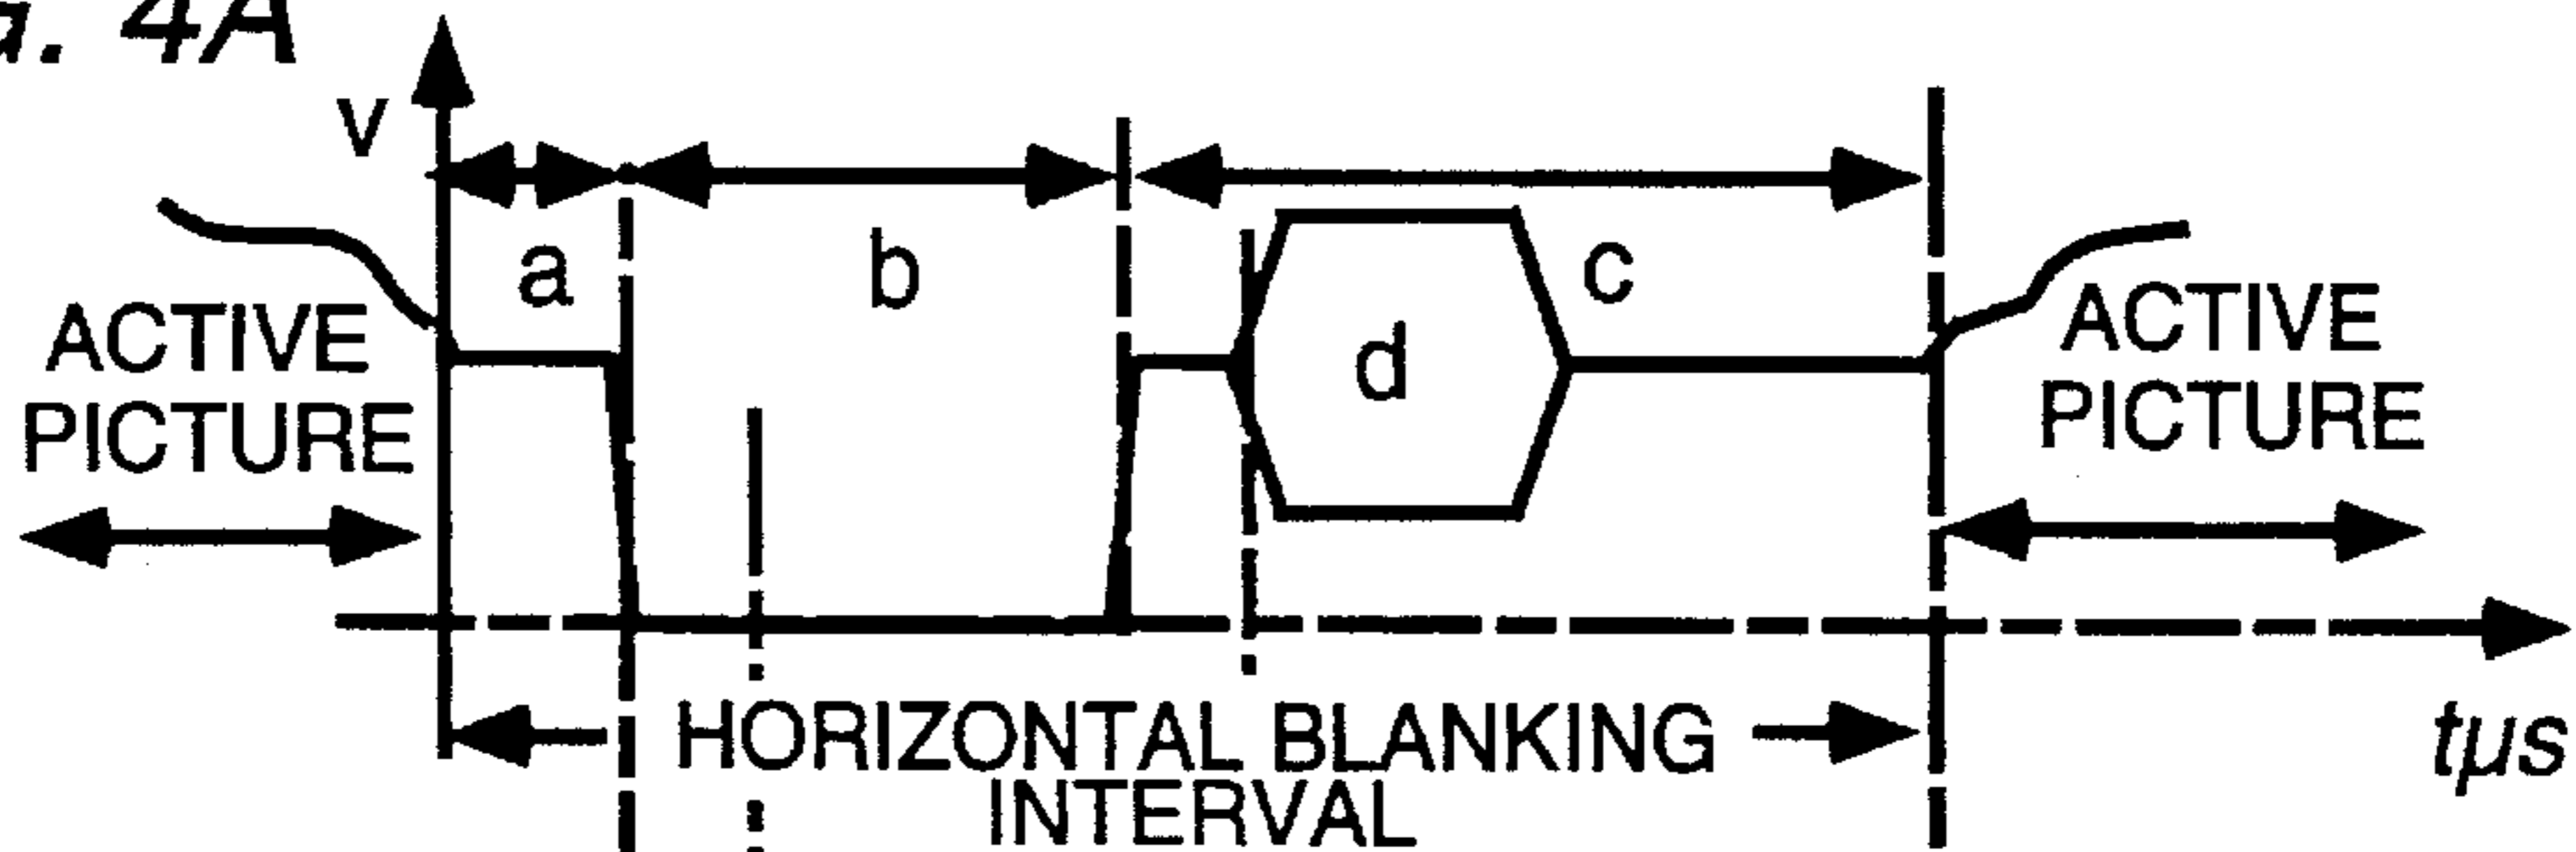 4A
v
a
b
c
d
ACTIVE
PICTURE
ACTIVE
PICTURE
HORIZONTAL BLANKING
INTERVAL
tμs